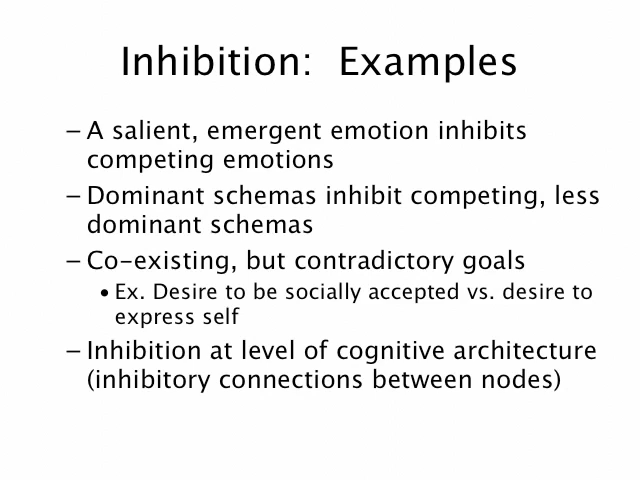 Inhibition:  Examples
– A salient, emergent emotion inhibits
competing emotions
– Dominant schemas inhibit competing, less
dominant schemas
– Co-existing, but contradictory goals
• Ex. Desire to be socially accepted vs. desire to
express self
– Inhibition at level of cognitive architecture
(inhibitory connections between nodes)